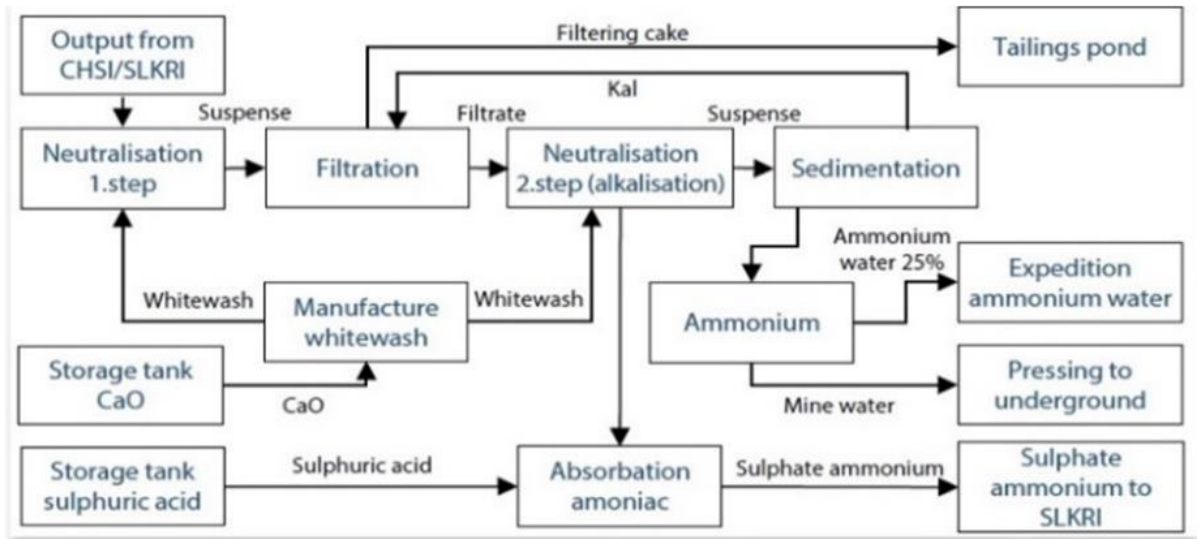 Output from
CHSI/SLKRI
Filtering cake
Tailings pond
Kal
Suspense
Filtrate
Suspense
Neutralisation
1.step
Filtration
Neutralisation
2.step (alkalisation)
Sedimentation
Ammonium
water 25%
Expedition
ammonium water
Whitewash
Manufacture
whitewash
Whitewash
Ammonium
Storage tank
CaO
CaO
Mine water
Pressing to
underground
Storage tank
sulphuric acid
Sulphuric acid
Absorbation
amoniac
Sulphate ammonium
Sulphate
ammonium to
SLKRI